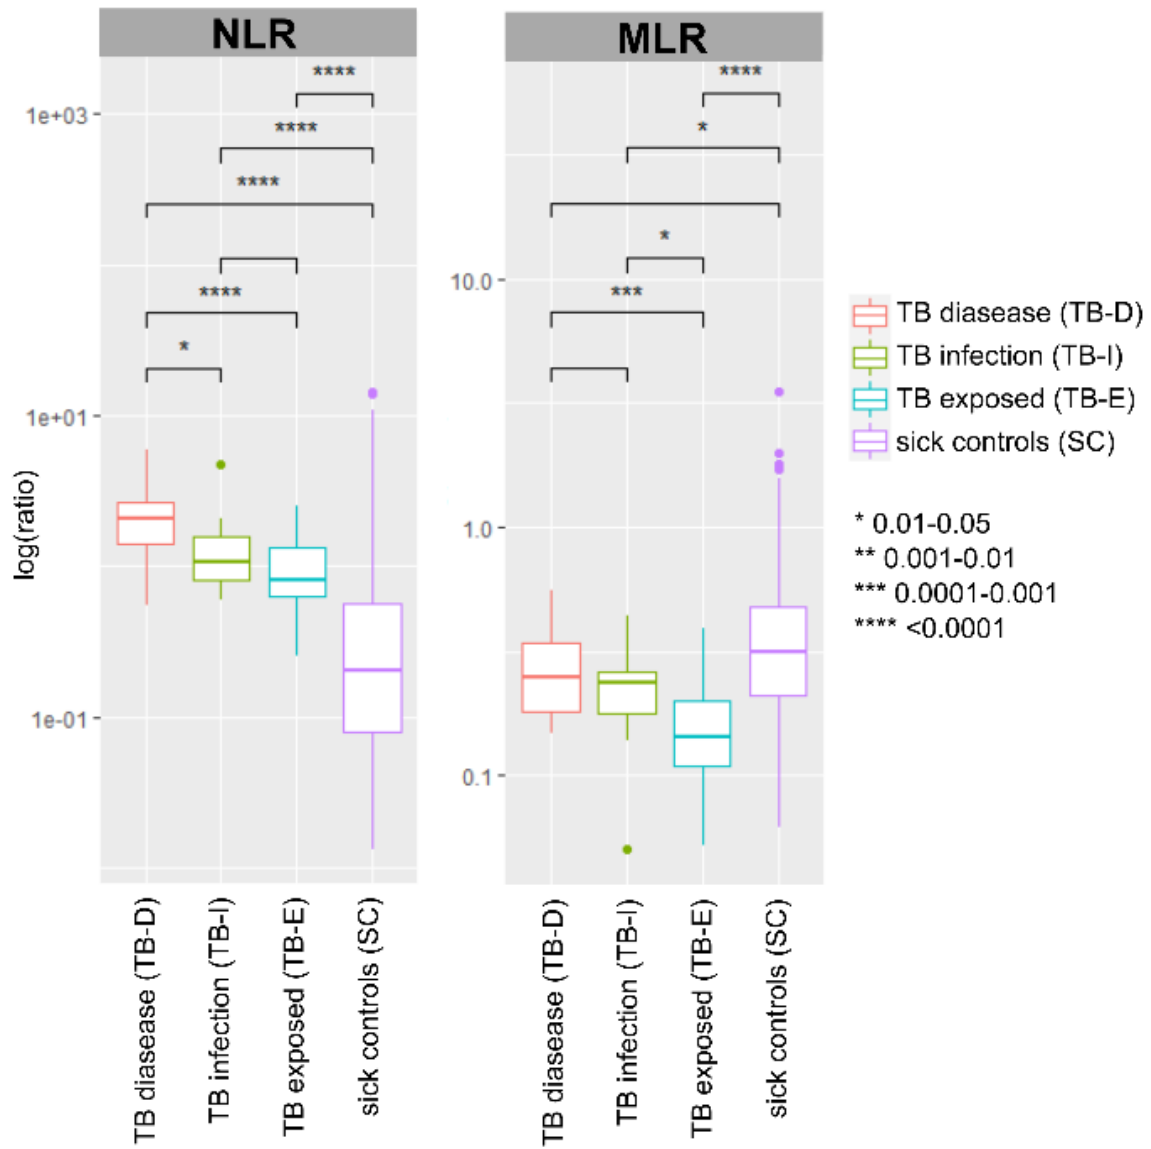 NLR
MLR
****
****
****
****
*
****
*
*
***
1e+03
1e+01
1e-01
10.0
1.0
0.1
log(ratio)
TB diasease (TB-D)
TB infection (TB-I)
TB exposed (TB-E)
sick controls (SC)
TB diasease (TB-D)
TB infection (TB-I)
TB exposed (TB-E)
sick controls (SC)
TB diasease (TB-D)
TB infection (TB-I)
TB exposed (TB-E)
sick controls (SC)
* 0.01-0.05
** 0.001-0.01
*** 0.0001-0.001
**** <0.0001